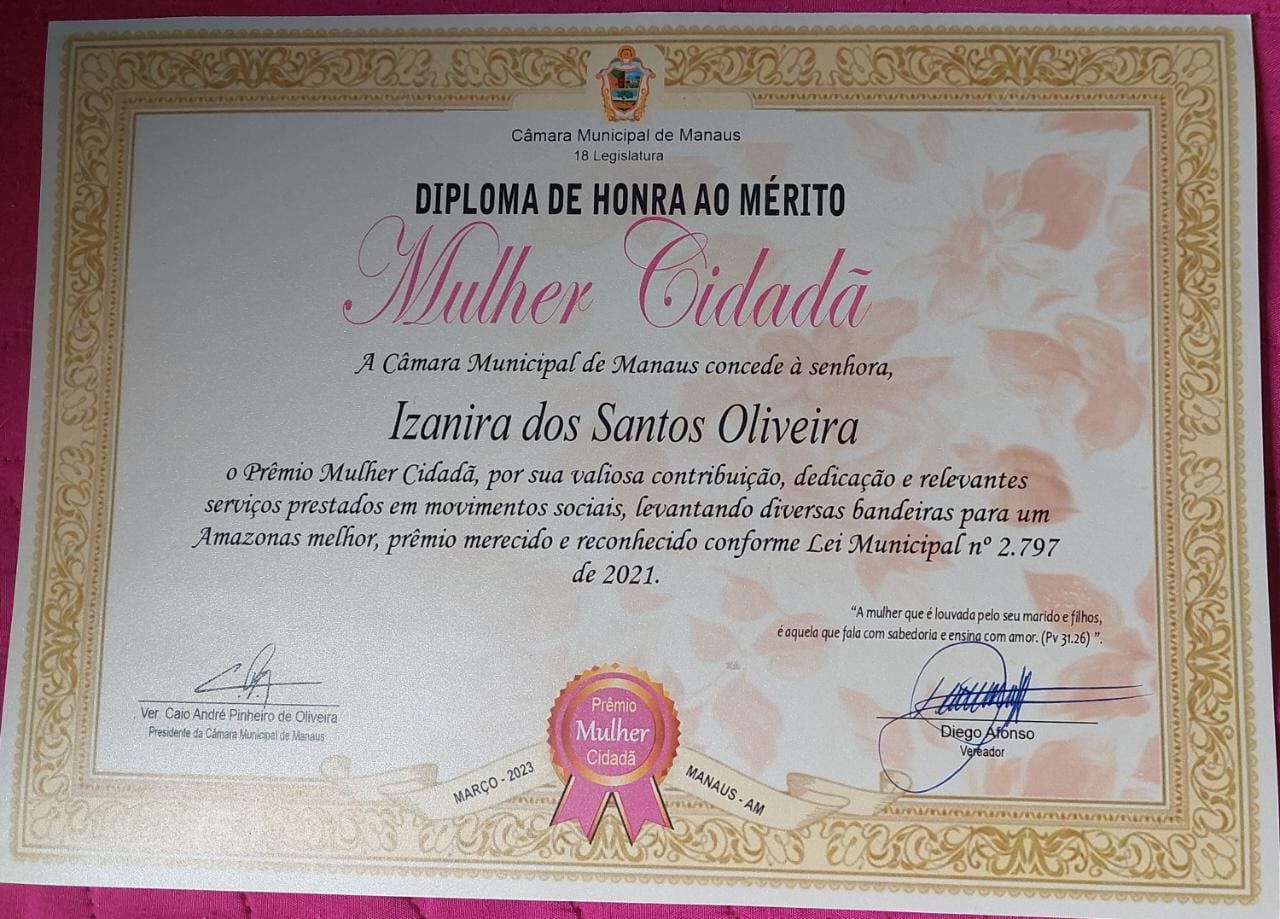 Câmara Municipal de Manaus
18 Legislatura
DIPLOMA DE HONRA AO MÉRITO
Mulher Cidadã
A Câmara Municipal de Manaus concede à senhora,
Izanira dos Santos Oliveira
o Prêmio Mulher Cidadã, por sua valiosa contribuição, dedicação e relevantes
serviços prestados em movimentos sociais, levantando diversas bandeiras para um
Amazonas melhor, prêmio merecido e reconhecido conforme Lei Municipal nº 2.797
de 2021.
"A mulher que é louvada pelo seu marido e filhos,
é aquela que fala com sabedoria e ensina com amor. (Pv 31.26) ".
Ver. Caio André Pinheiro de Oliveira
Presidente da Câmara Municipal de Manaus
Diego Afonso
Vereador
Prêmio
Mulher
Cidadã
MARÇO - 2023
MANAUS - AM